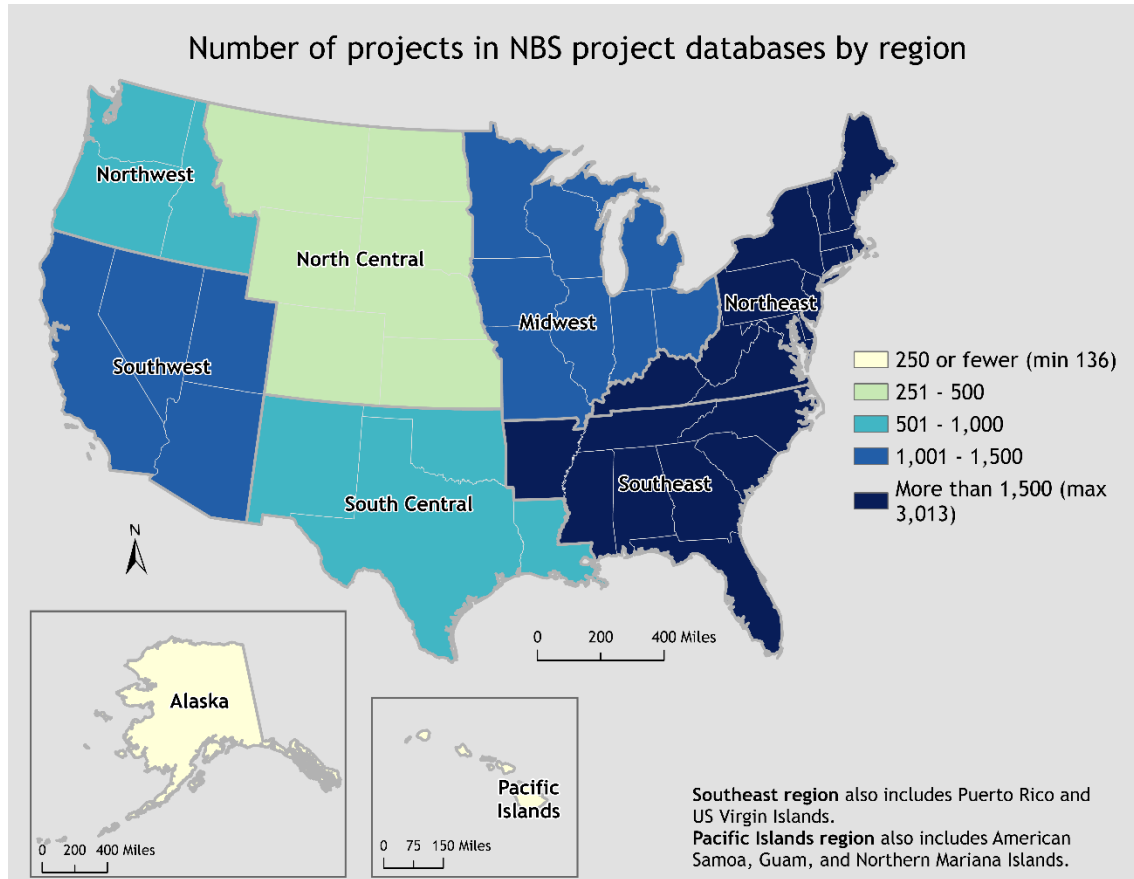 Number of projects in NBS project databases by region
Northwest
North Central
Midwest
Northeast
Southwest
South Central
Southeast
250 or fewer (min 136)
251 - 500
501 - 1,000
1,001 - 1,500
More than 1,500 (max
3,013)
N
0 200 400 Miles
Alaska
0 200 400 Miles
Pacific
Islands
0 75 150 Miles
Southeast region also includes Puerto Rico and
US Virgin Islands.
Pacific Islands region also includes American
Samoa, Guam, and Northern Mariana Islands.